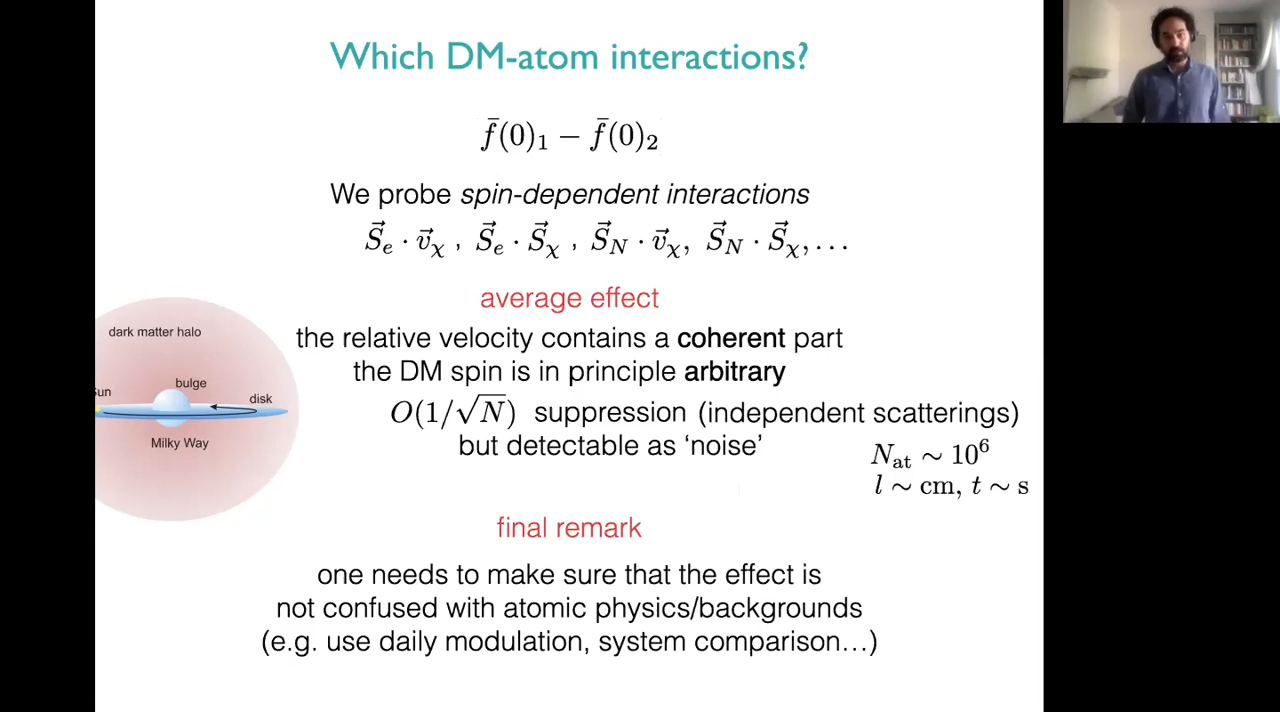 Which DM-atom interactions?
f̄(0)₁ − f̄(0)₂
We probe spin-dependent interactions
S⃗ₑ · v⃗_χ , S⃗ₑ · S⃗_χ , S⃗_N · v⃗_χ, S⃗_N · S⃗_χ, …
average effect
the relative velocity contains a coherent part
the DM spin is in principle arbitrary
O(1/√N) suppression (independent scatterings)
but detectable as ‘noise’
N_at ∼ 10⁶
l ∼ cm, t ∼ s
dark matter halo
bulge
disk
Milky Way
final remark
one needs to make sure that the effect is
not confused with atomic physics/backgrounds
(e.g. use daily modulation, system comparison…)